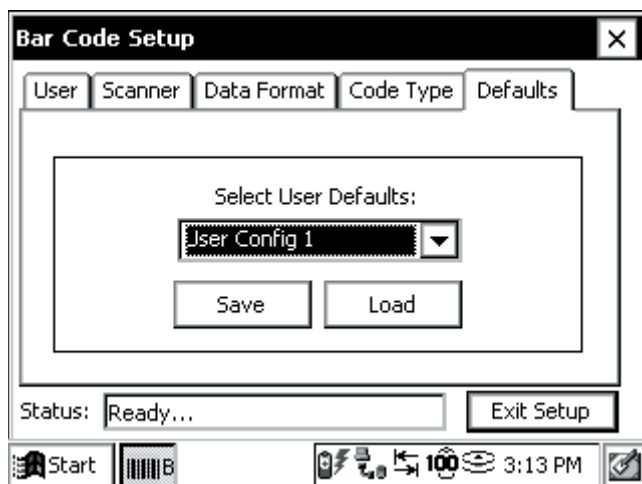 Bar Code Setup
User Scanner Data Format Code Type Defaults
Select User Defaults:
User Config 1
Save Load
Status: Ready... Exit Setup
Start B 100 3:13 PM